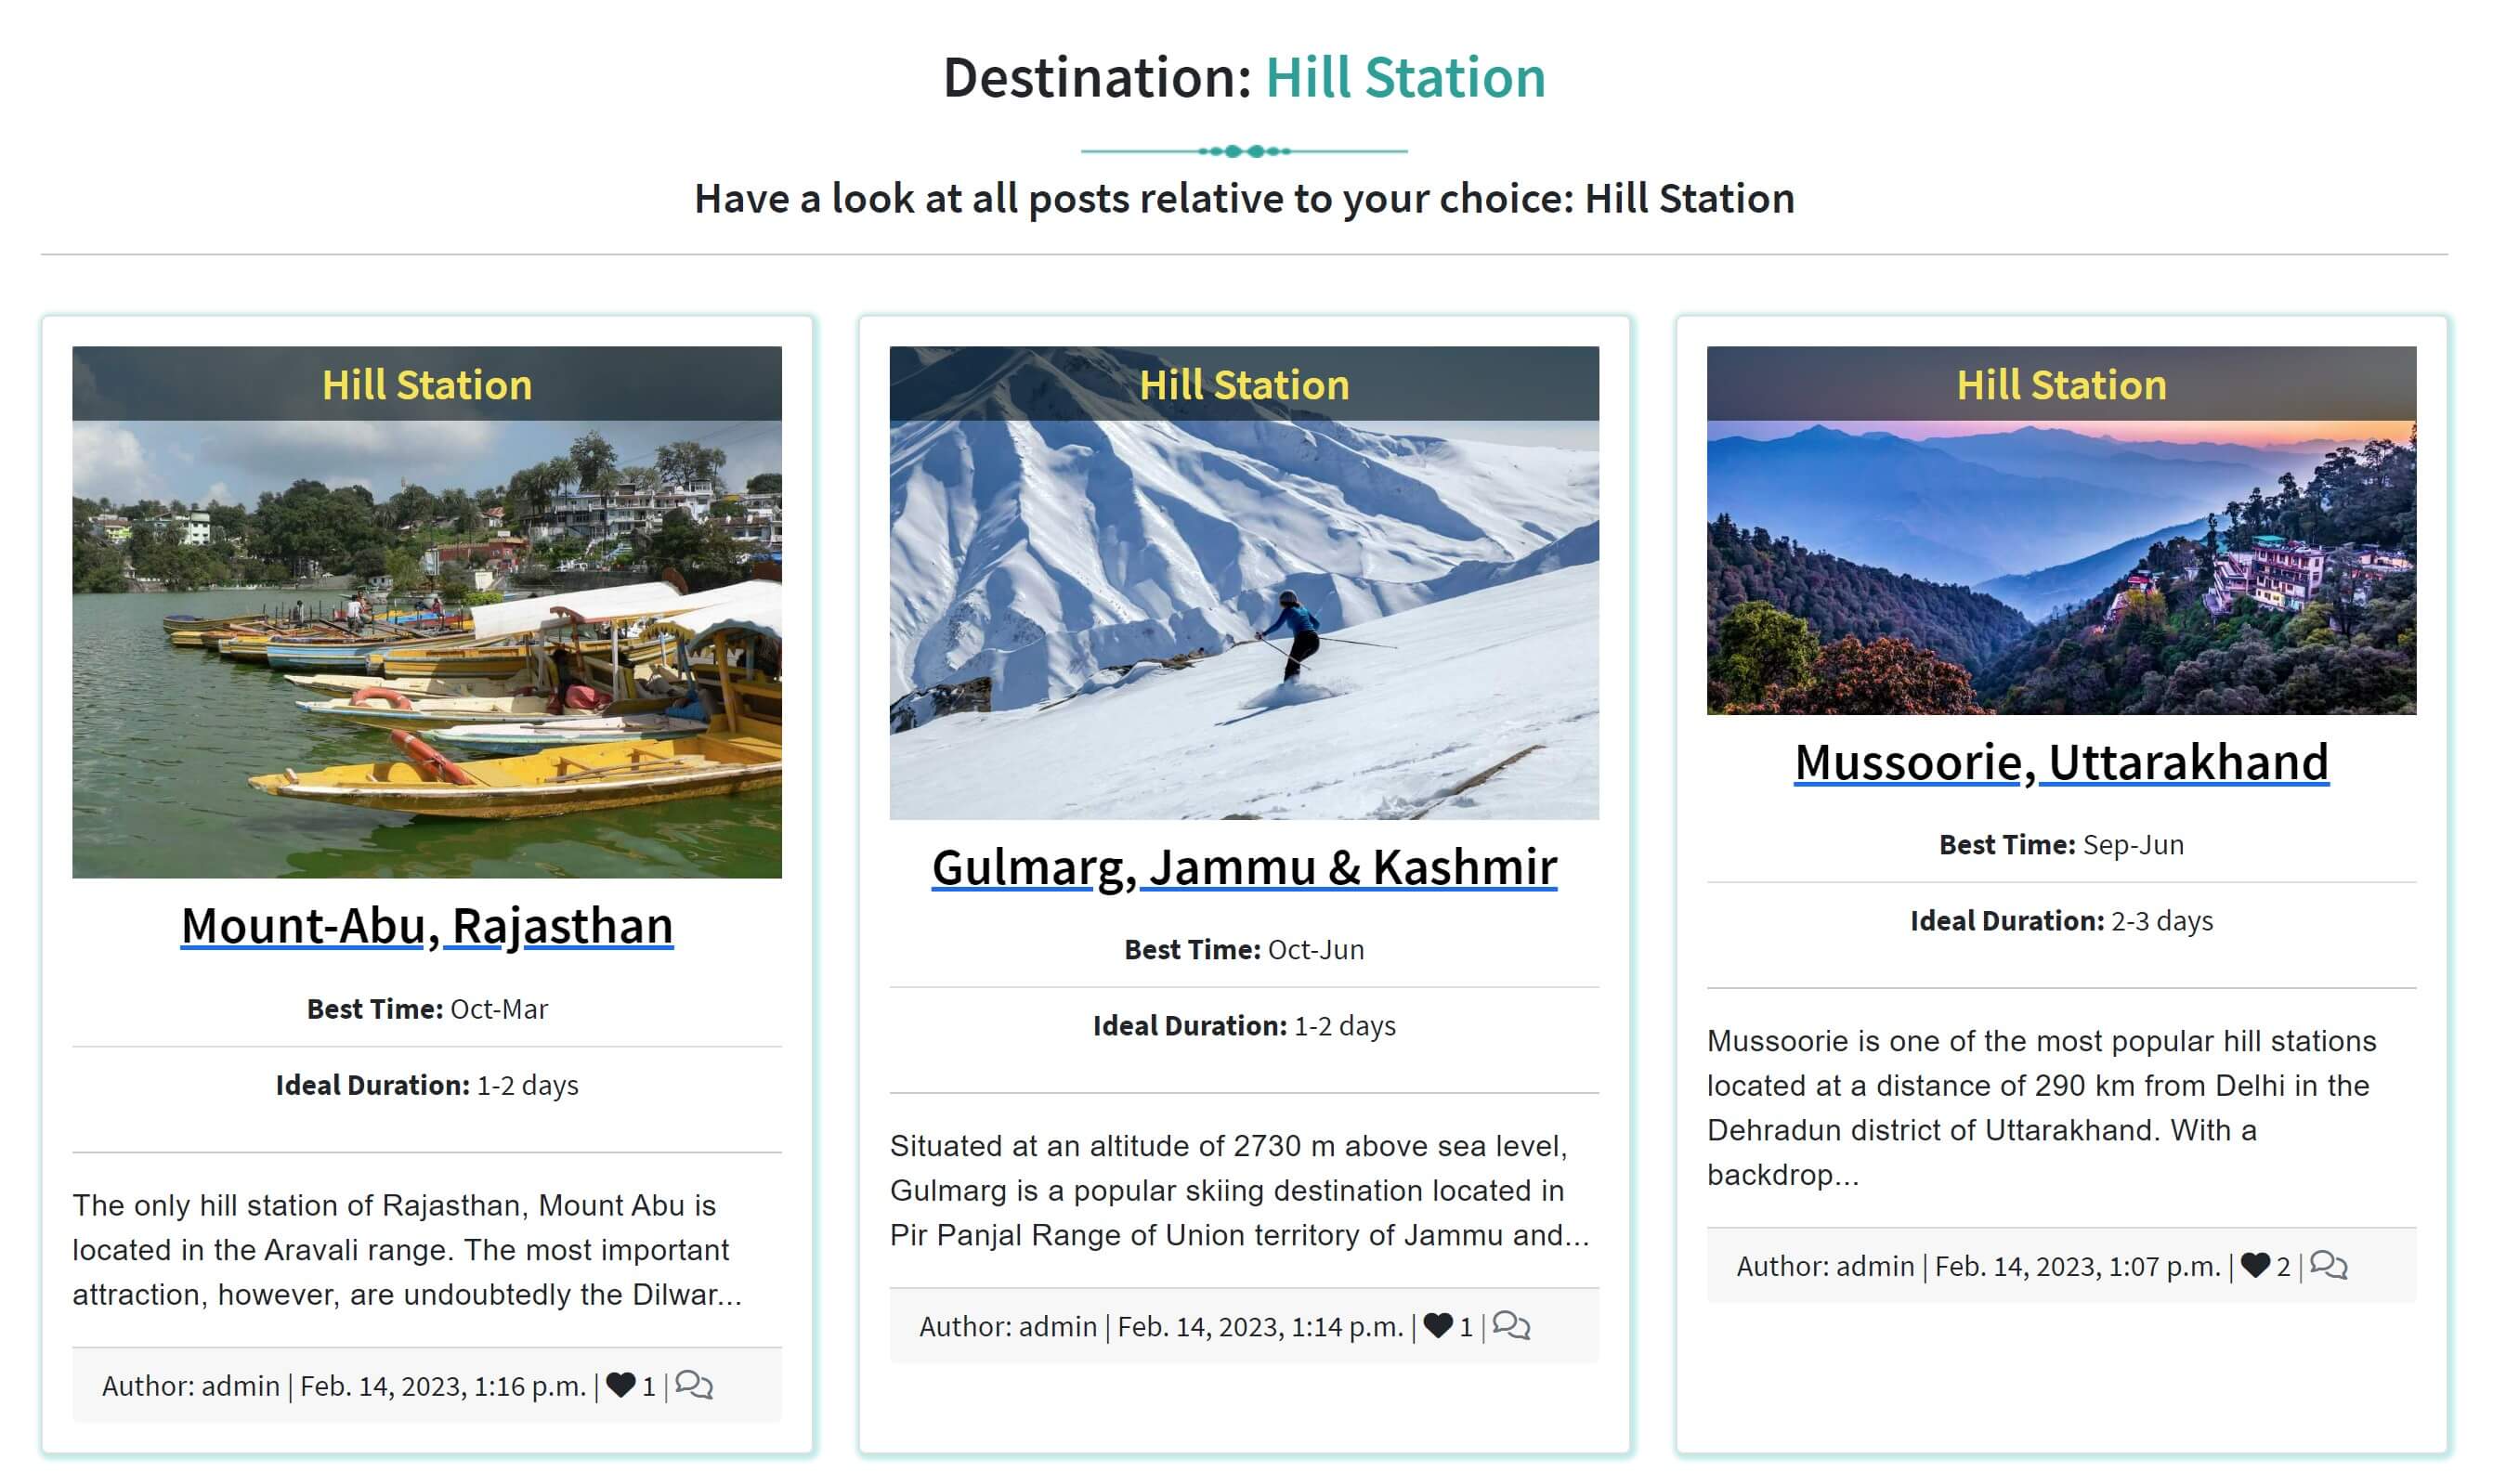 Destination: Hill Station
Have a look at all posts relative to your choice: Hill Station
Hill Station
Mount-Abu, Rajasthan
Best Time: Oct-Mar
Ideal Duration: 1-2 days
The only hill station of Rajasthan, Mount Abu is
located in the Aravali range. The most important
attraction, however, are undoubtedly the Dilwar...
Author: admin | Feb. 14, 2023, 1:16 p.m. | 1 |
Hill Station
Gulmarg, Jammu & Kashmir
Best Time: Oct-Jun
Ideal Duration: 1-2 days
Situated at an altitude of 2730 m above sea level,
Gulmarg is a popular skiing destination located in
Pir Panjal Range of Union territory of Jammu and...
Author: admin | Feb. 14, 2023, 1:14 p.m. | 1 |
Hill Station
Mussoorie, Uttarakhand
Best Time: Sep-Jun
Ideal Duration: 2-3 days
Mussoorie is one of the most popular hill stations
located at a distance of 290 km from Delhi in the
Dehradun district of Uttarakhand. With a
backdrop...
Author: admin | Feb. 14, 2023, 1:07 p.m. | 2 |